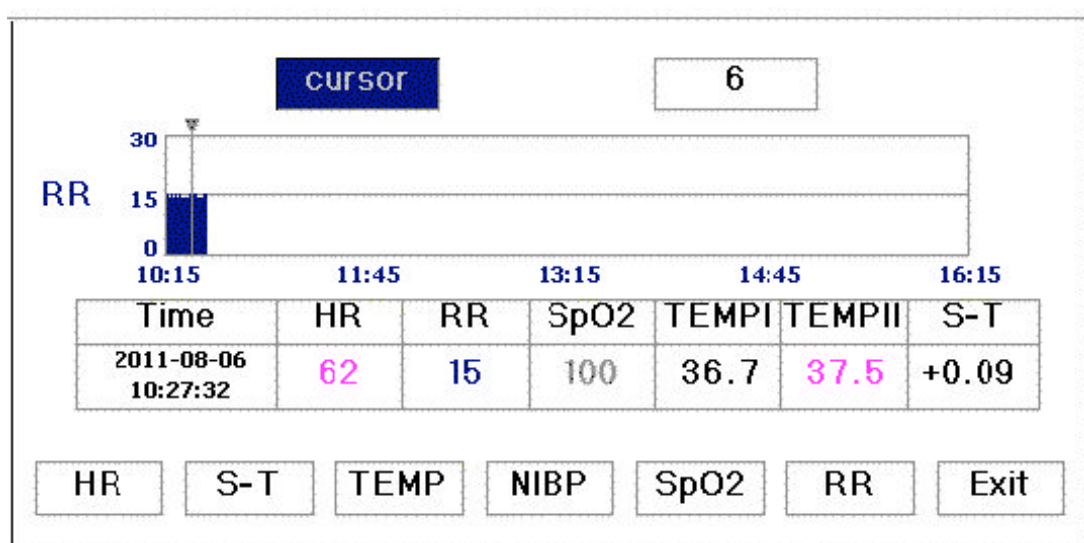 cursor 6
30
RR 15
0
10:15 11:45 13:15 14:45 16:15
Time HR RR SpO2 TEMPI TEMPII S-T
2011-08-06
10:27:32 62 15 100 36.7 37.5 +0.09
HR S-T TEMP NIBP SpO2 RR Exit